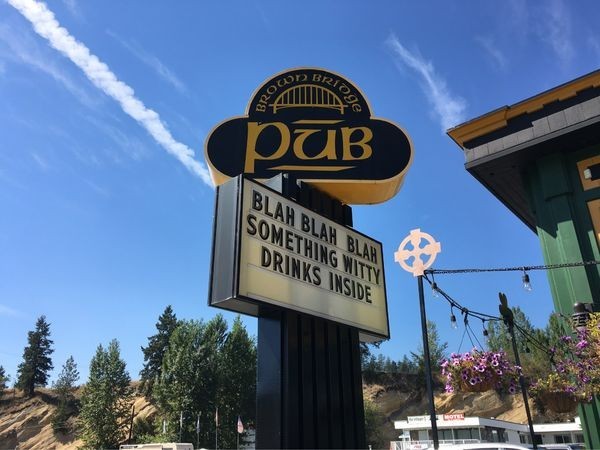 BROWN BRIDGE
PUB
BLAH BLAH BLAH
SOMETHING WITTY
DRINKS INSIDE